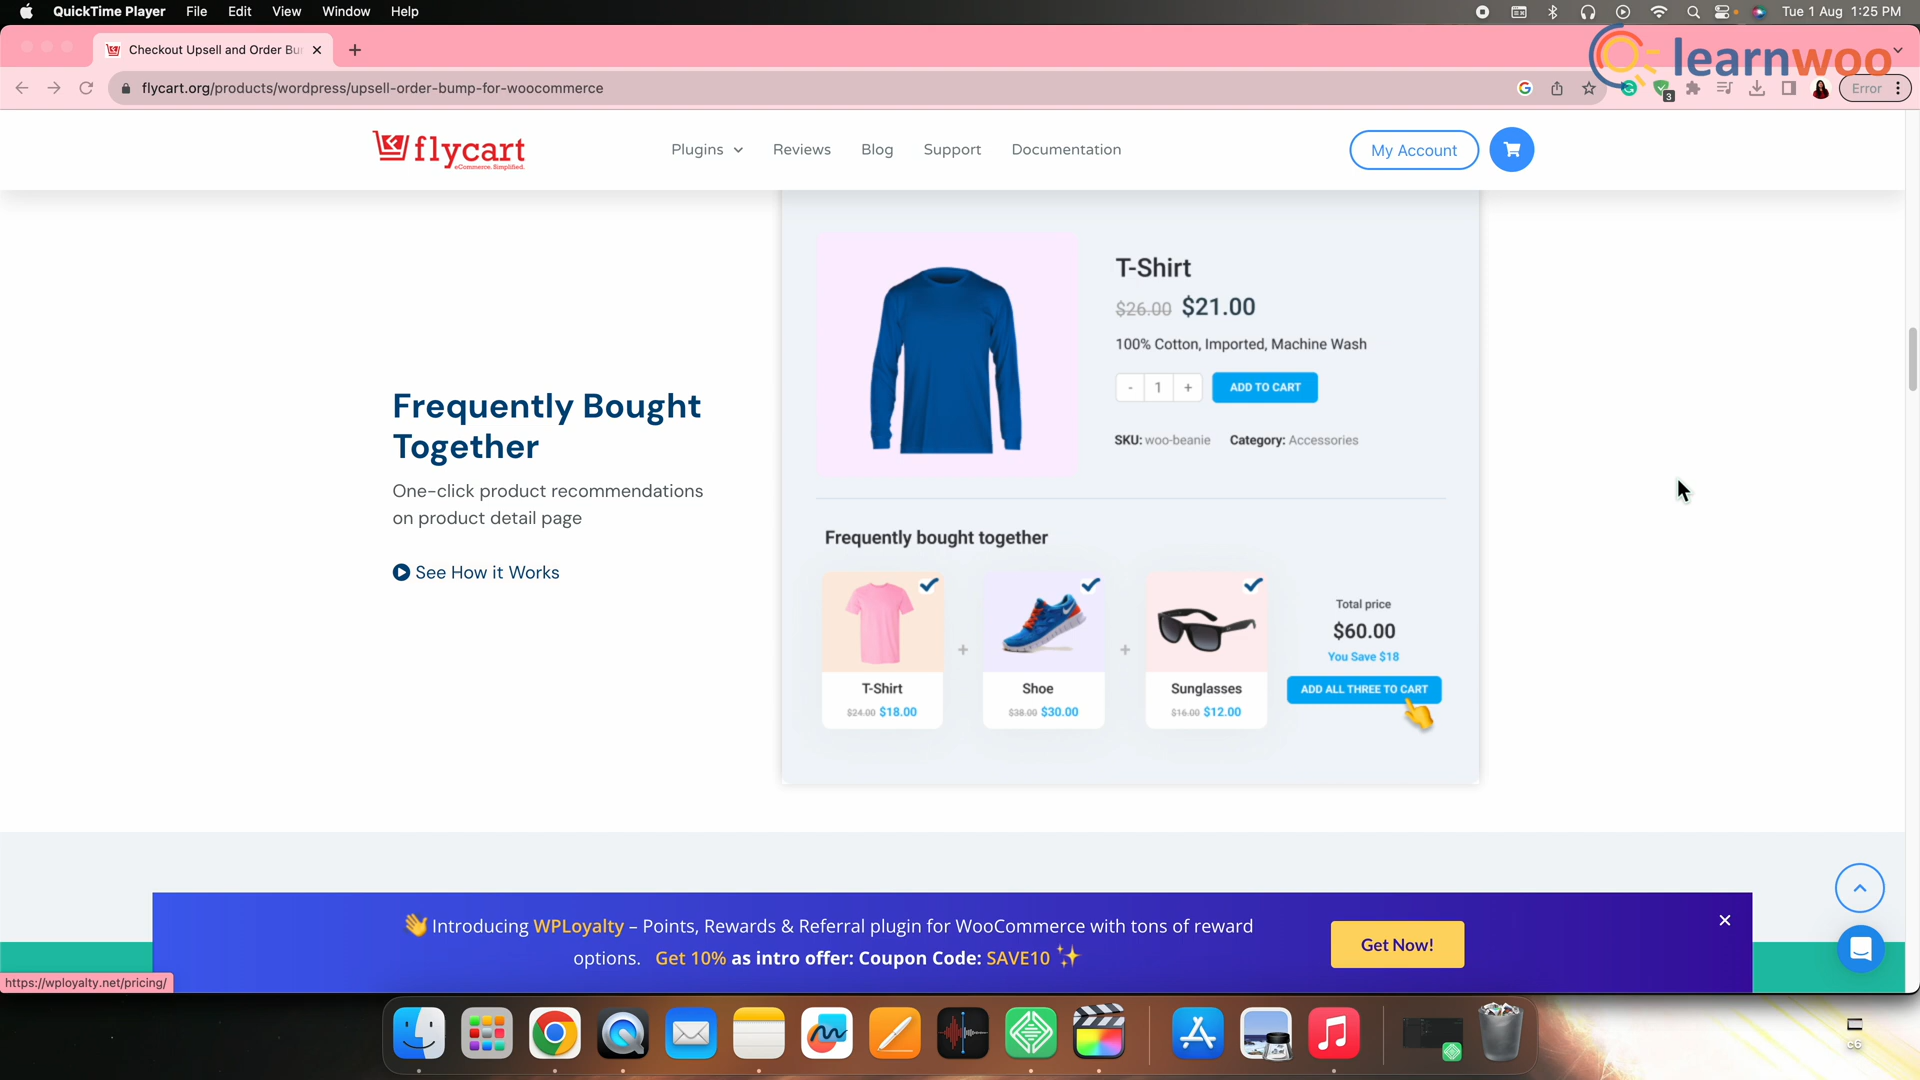 QuickTime Player File Edit View Window Help
Tue 1 Aug 1:25 PM
Checkout Upsell and Order Bu
learnwoo
flycart.org/products/wordpress/upsell-order-bump-for-woocommerce
3
Error
flycart
eCommerce. Simplified.
Plugins
Reviews
Blog
Support
Documentation
My Account
T-Shirt
$26.00 $21.00
100% Cotton, Imported, Machine Wash
- 1 + ADD TO CART
SKU: woo-beanie Category: Accessories
Frequently Bought
Together
One-click product recommendations
on product detail page
See How it Works
Frequently bought together
T-Shirt
$24.00 $18.00
+
Shoe
$38.00 $30.00
+
Sunglasses
$16.00 $12.00
Total price
$60.00
You Save $18
ADD ALL THREE TO CART
Introducing WPLoyalty – Points, Rewards & Referral plugin for WooCommerce with tons of reward
options. Get 10% as intro offer: Coupon Code: SAVE10
Get Now!
https://wployalty.net/pricing/
c6